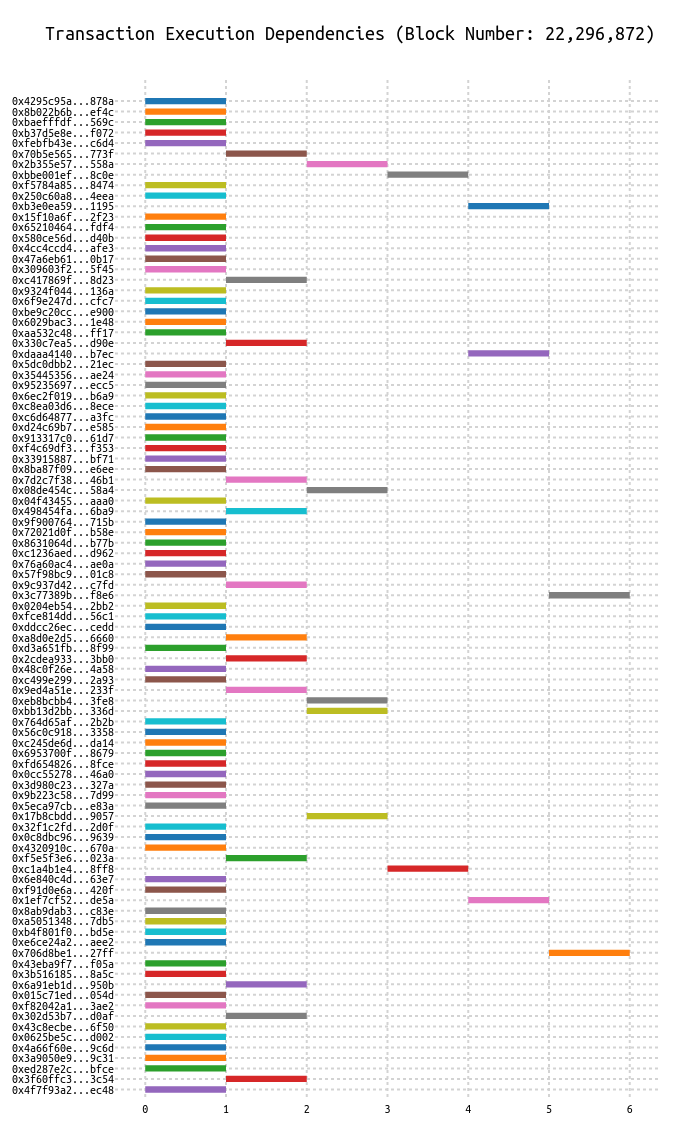 Transaction Execution Dependencies (Block Number: 22,296,872)
0x4295c95a...878a
0x8b022b6b...ef4c
0xbaefffdf...569c
0xb37d5e8e...f072
0xfebfb43e...c6d4
0x70b5e565...773f
0x2b355e57...558a
0xbbe001ef...8c0e
0xf5784a85...8474
0x250c60a8...4eea
0xb3e0ea59...1195
0x15f10a6f...2f23
0x65210464...fdf4
0x580ce56d...d40b
0x4cc4ccd4...afe3
0x47a6eb61...0b17
0x309603f2...5f45
0xc417869f...8d23
0x9324f044...136a
0x6f9e247d...cfc7
0xbe9c20cc...e900
0x6029bac3...1e48
0xaa532c48...ff17
0x330c7ea5...d90e
0xdaaa4140...b7ec
0x5dc0dbb2...21ec
0x35445356...ae24
0x95235697...ecc5
0x6ec2f019...b6a9
0xc8ea03d6...8ece
0xc6d64877...a3fc
0xd24c69b7...e585
0x913317c0...61d7
0xf4c69df3...f353
0x33915887...bf71
0x8ba87f09...e6ee
0x7d2c7f38...46b1
0x08de454c...58a4
0x04f43455...aaa0
0x498454fa...6ba9
0x9f900764...715b
0x72021d0f...b58e
0x8631064d...b77b
0xc1236aed...d962
0x76a60ac4...ae0a
0x57f98bc9...01c8
0x9c937d42...c7fd
0x3c77389b...f8e6
0x0204eb54...2bb2
0xfce814dd...56c1
0xddcc26ec...cedd
0xa8d0e2d5...6660
0xd3a651fb...8f99
0x2cdea933...3bb0
0x48c0f26e...4a58
0xc499e299...2a93
0x9ed4a51e...233f
0xeb8bcbb4...3fe8
0xbb13d2bb...336d
0x764d65af...2b2b
0x56c0c918...3358
0xc245de6d...da14
0x6953700f...8679
0xfd654826...8fce
0x0cc55278...46a0
0x3d980c23...327a
0x9b223c58...7d99
0x5eca97cb...e83a
0x17b8cbdd...9057
0x32f1c2fd...2d0f
0x0c8dbc96...9639
0x4320910c...670a
0xf5e5f3e6...023a
0xc1a4b1e4...8ff8
0x6e840c4d...63e7
0xf91d0e6a...420f
0x1ef7cf52...de5a
0x8ab9dab3...c83e
0xa5051348...7db5
0xb4f801f0...bd5e
0xe6ce24a2...aee2
0x706d8be1...27ff
0x43eba9f7...f05a
0x3b516185...8a5c
0x6a91eb1d...950b
0x015c71ed...054d
0xf82042a1...3ae2
0x302d53b7...d0af
0x43c8ecbe...6f50
0x0625be5c...d002
0x4a66f60e...9c6d
0x3a9050e9...9c31
0xed287e2c...bfce
0x3f60ffc3...3c54
0x4f7f93a2...ec48
0 1 2 3 4 5 6